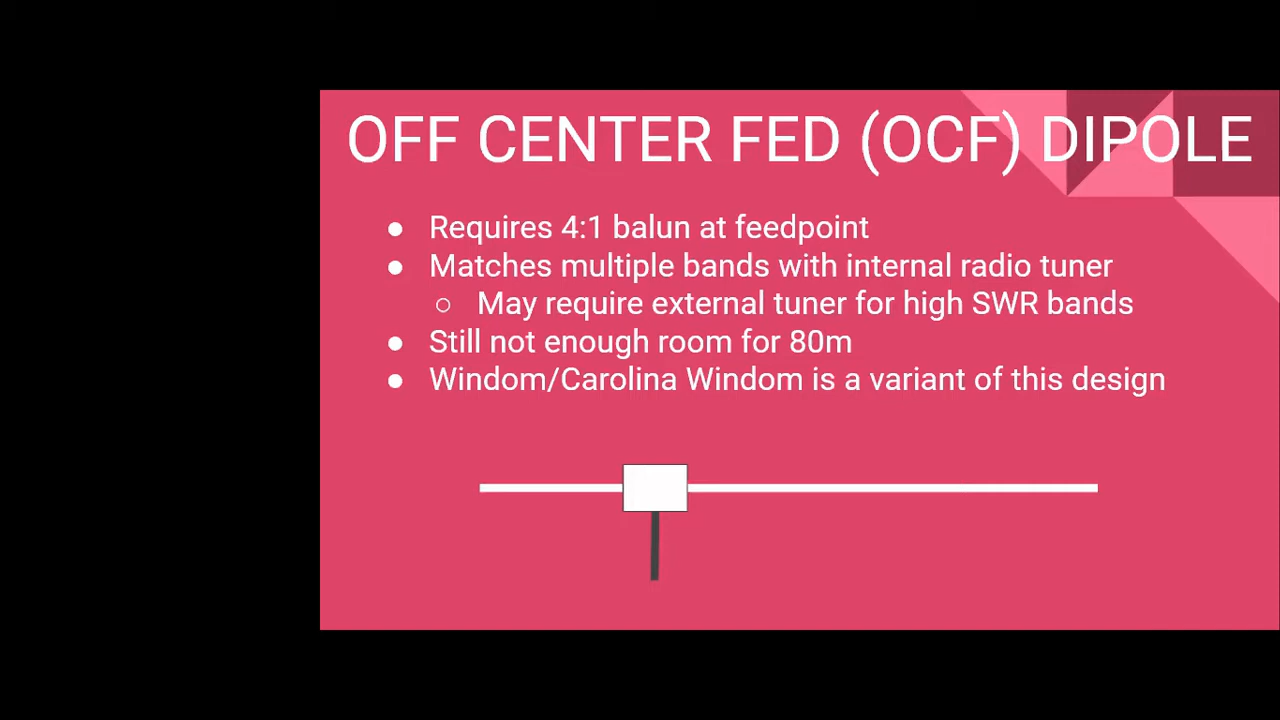 OFF CENTER FED (OCF) DIPOLE
● Requires 4:1 balun at feedpoint
● Matches multiple bands with internal radio tuner
○ May require external tuner for high SWR bands
● Still not enough room for 80m
● Windom/Carolina Windom is a variant of this design